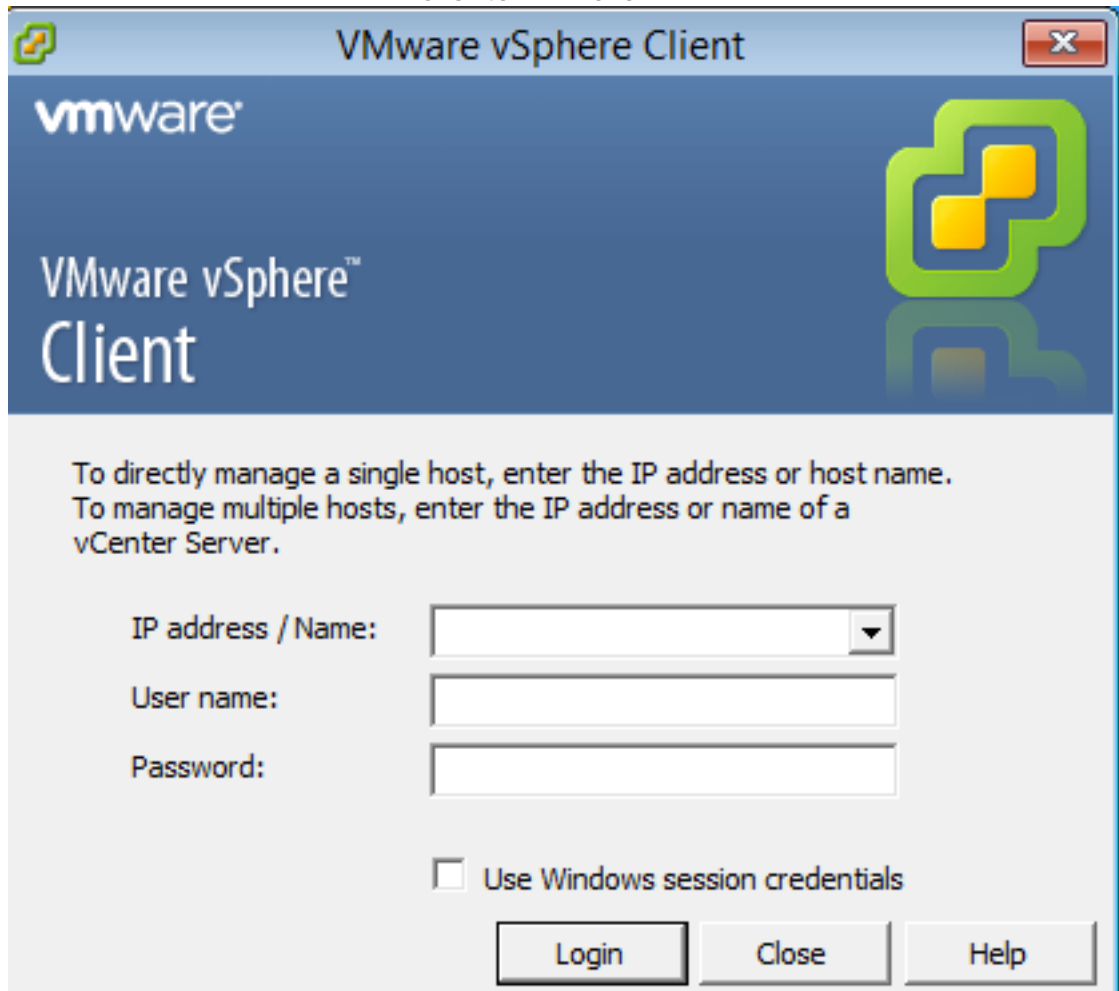 VMware vSphere Client
vmware®
VMware vSphere™
Client
To directly manage a single host, enter the IP address or host name.
To manage multiple hosts, enter the IP address or name of a
vCenter Server.
IP address / Name:
User name:
Password:
Use Windows session credentials
Login Close Help